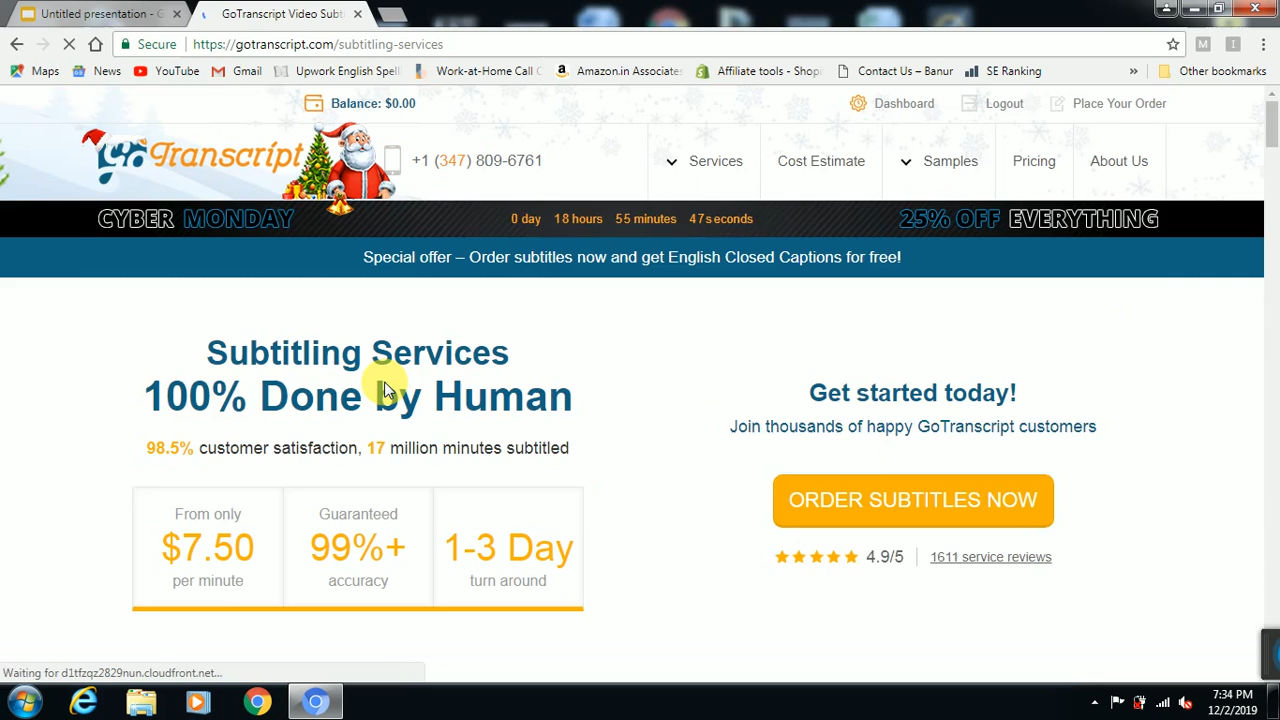 Untitled presentation - G
GoTranscript Video Subti
Secure
https://gotranscript.com/subtitling-services
M
I
Maps
News
YouTube
Gmail
Upwork English Spell
Work-at-Home Call C
Amazon.in Associates
Affiliate tools - Shop
Contact Us – Banur
SE Ranking
»
Other bookmarks
Balance: $0.00
Dashboard
Logout
Place Your Order
GoTranscript
+1 (347) 809-6761
Services
Cost Estimate
Samples
Pricing
About Us
CYBER MONDAY
0 day 18 hours 55 minutes 47 seconds
25% OFF EVERYTHING
Special offer – Order subtitles now and get English Closed Captions for free!
Subtitling Services
100% Done by Human
98.5% customer satisfaction, 17 million minutes subtitled
From only
$7.50
per minute
Guaranteed
99%+
accuracy
1-3 Day
turn around
Get started today!
Join thousands of happy GoTranscript customers
ORDER SUBTITLES NOW
4.9/5
1611 service reviews
Waiting for d1tfzqz2829nun.cloudfront.net...
7:34 PM
12/2/2019